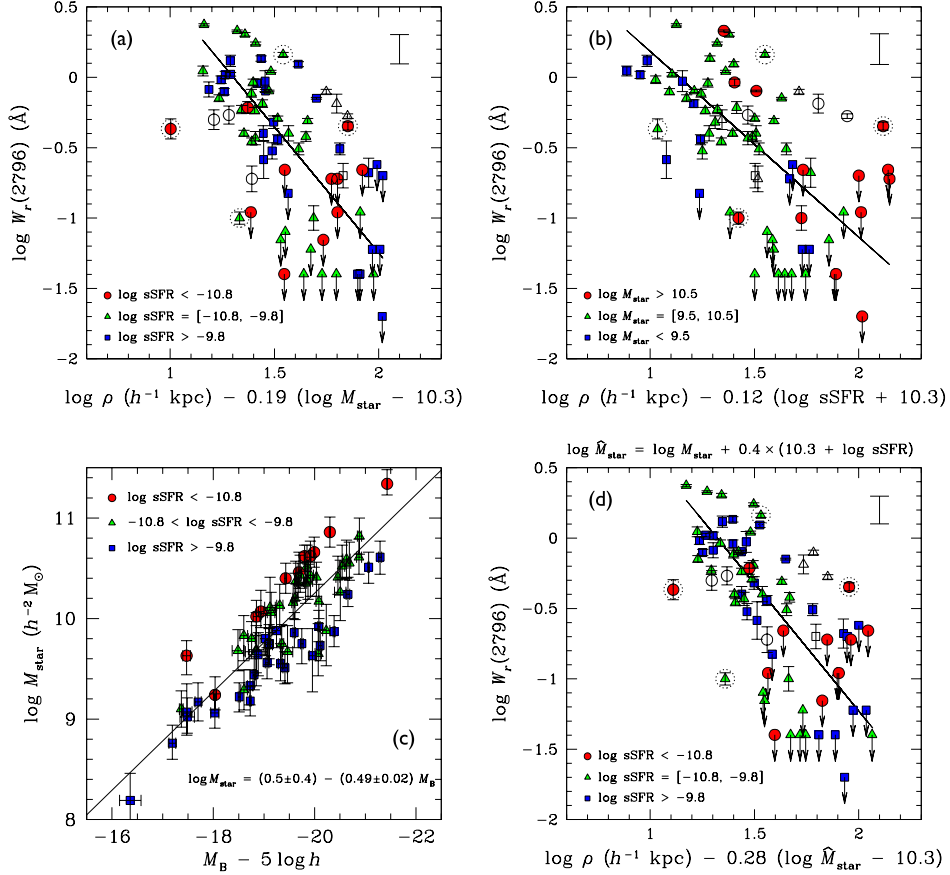 (a)
0.5
0
−0.5
−1
−1.5
−2
log W_r(2796) (Å)
log sSFR < −10.8
log sSFR = [−10.8, −9.8]
log sSFR > −9.8
1
1.5
2
log ρ (h⁻¹ kpc) − 0.19 (log M_star − 10.3)
(b)
0.5
0
−0.5
−1
−1.5
−2
log W_r(2796) (Å)
log M_star > 10.5
log M_star = [9.5, 10.5]
log M_star < 9.5
1
1.5
2
log ρ (h⁻¹ kpc) − 0.12 (log sSFR + 10.3)
log sSFR < −10.8
−10.8 < log sSFR < −9.8
log sSFR > −9.8
11
10
9
8
log M_star (h⁻² M_⊙)
(c)
log M_star = (0.5±0.4) − (0.49±0.02) M_B
−16
−18
−20
−22
M_B − 5 log h
log M̂_star = log M_star + 0.4 × (10.3 + log sSFR)
0.5
0
−0.5
−1
−1.5
−2
log W_r(2796) (Å)
(d)
log sSFR < −10.8
log sSFR = [−10.8, −9.8]
log sSFR > −9.8
1
1.5
2
log ρ (h⁻¹ kpc) − 0.28 (log M̂_star − 10.3)